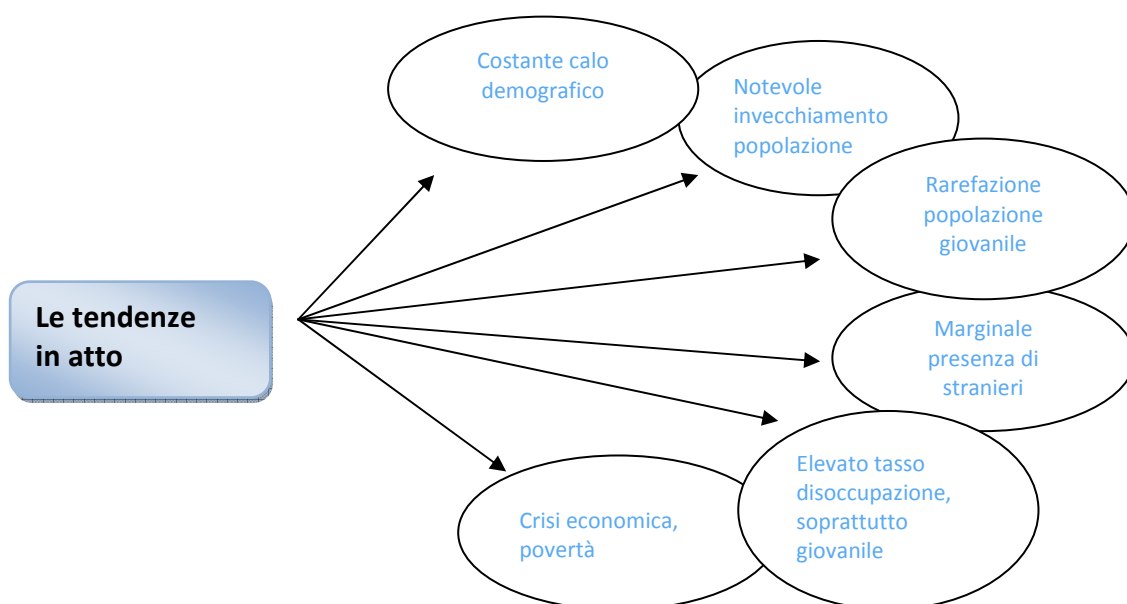 Costante calo
demografico
Notevole
invecchiamento
popolazione
Rarefazione
popolazione
giovanile
Le tendenze
in atto
Marginale
presenza di
stranieri
Elevato tasso
disoccupazione,
soprattutto
giovanile
Crisi economica,
povertà